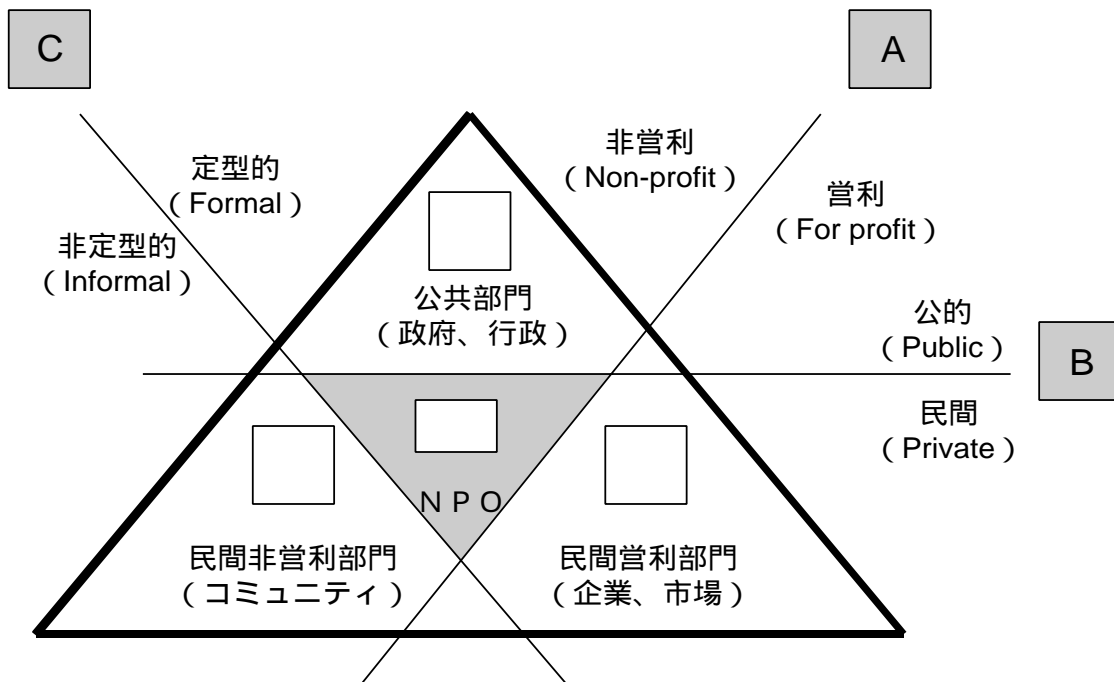 C
A
非営利
( Non-profit )
定型的
( Formal )
営利
( For profit )
非定型的
( Informal )
公共部門
( 政府、行政 )
公的
( Public )
B
民間
( Private )
ＮＰＯ
民間非営利部門
( コミュニティ )
民間営利部門
( 企業、市場 )